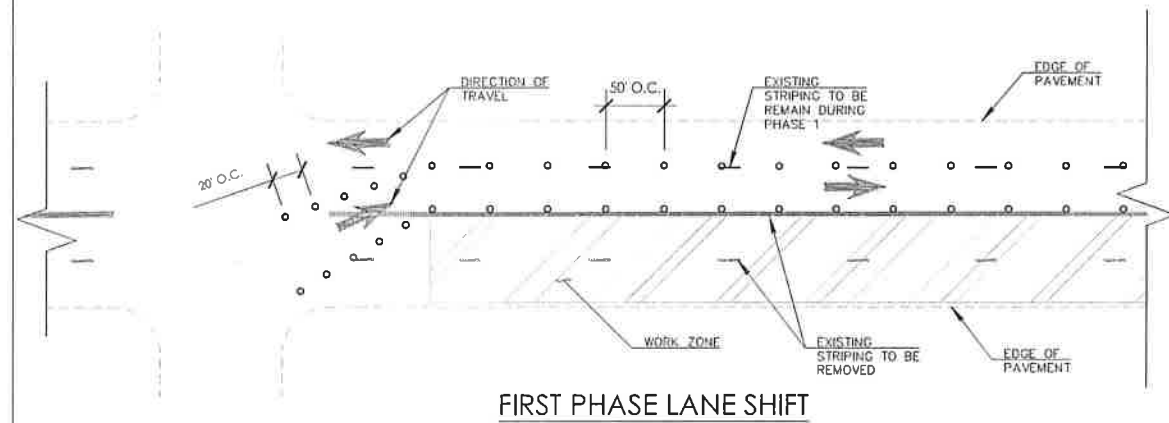 DIRECTION OF
TRAVEL
50' O.C.
EXISTING
STRIPING TO BE
REMAIN DURING
PHASE 1
EDGE OF
PAVEMENT
20' O.C.
WORK ZONE
EXISTING
STRIPING TO BE
REMOVED
EDGE OF
PAVEMENT
FIRST PHASE LANE SHIFT